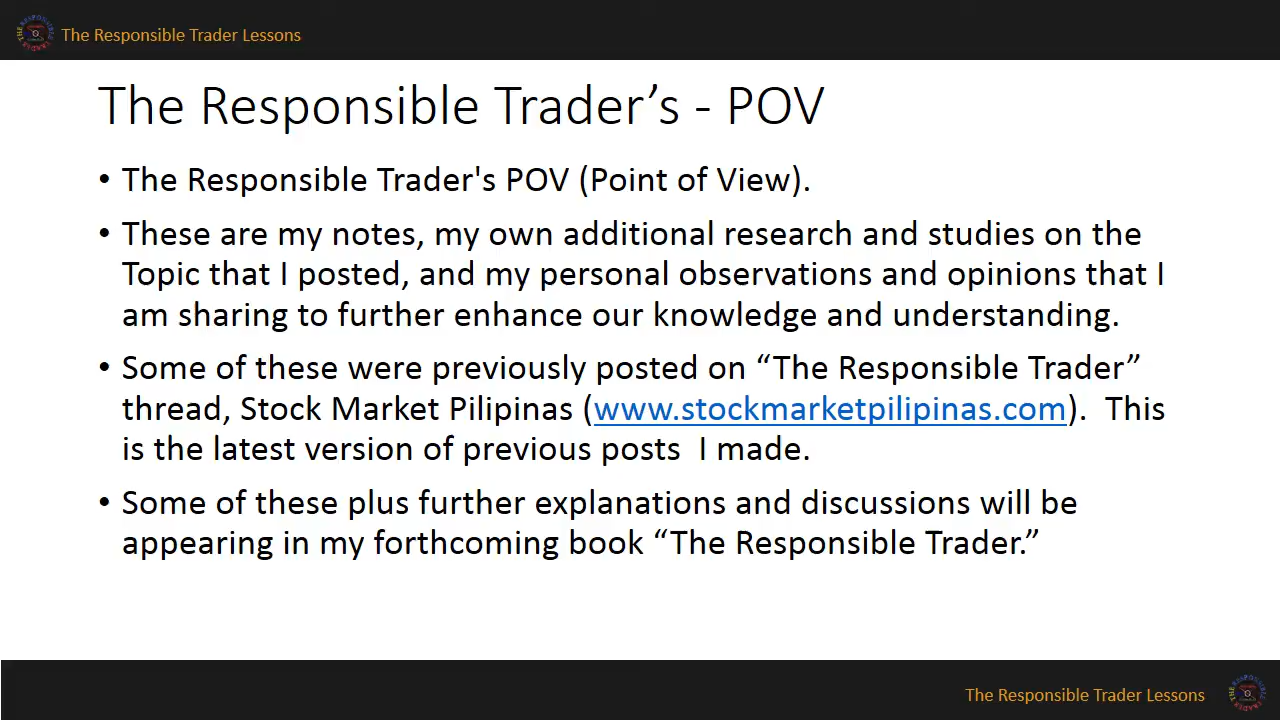 The Responsible Trader Lessons
The Responsible Trader’s - POV
• The Responsible Trader's POV (Point of View).
• These are my notes, my own additional research and studies on the
Topic that I posted, and my personal observations and opinions that I
am sharing to further enhance our knowledge and understanding.
• Some of these were previously posted on “The Responsible Trader”
thread, Stock Market Pilipinas (www.stockmarketpilipinas.com).  This
is the latest version of previous posts  I made.
• Some of these plus further explanations and discussions will be
appearing in my forthcoming book “The Responsible Trader.”
The Responsible Trader Lessons